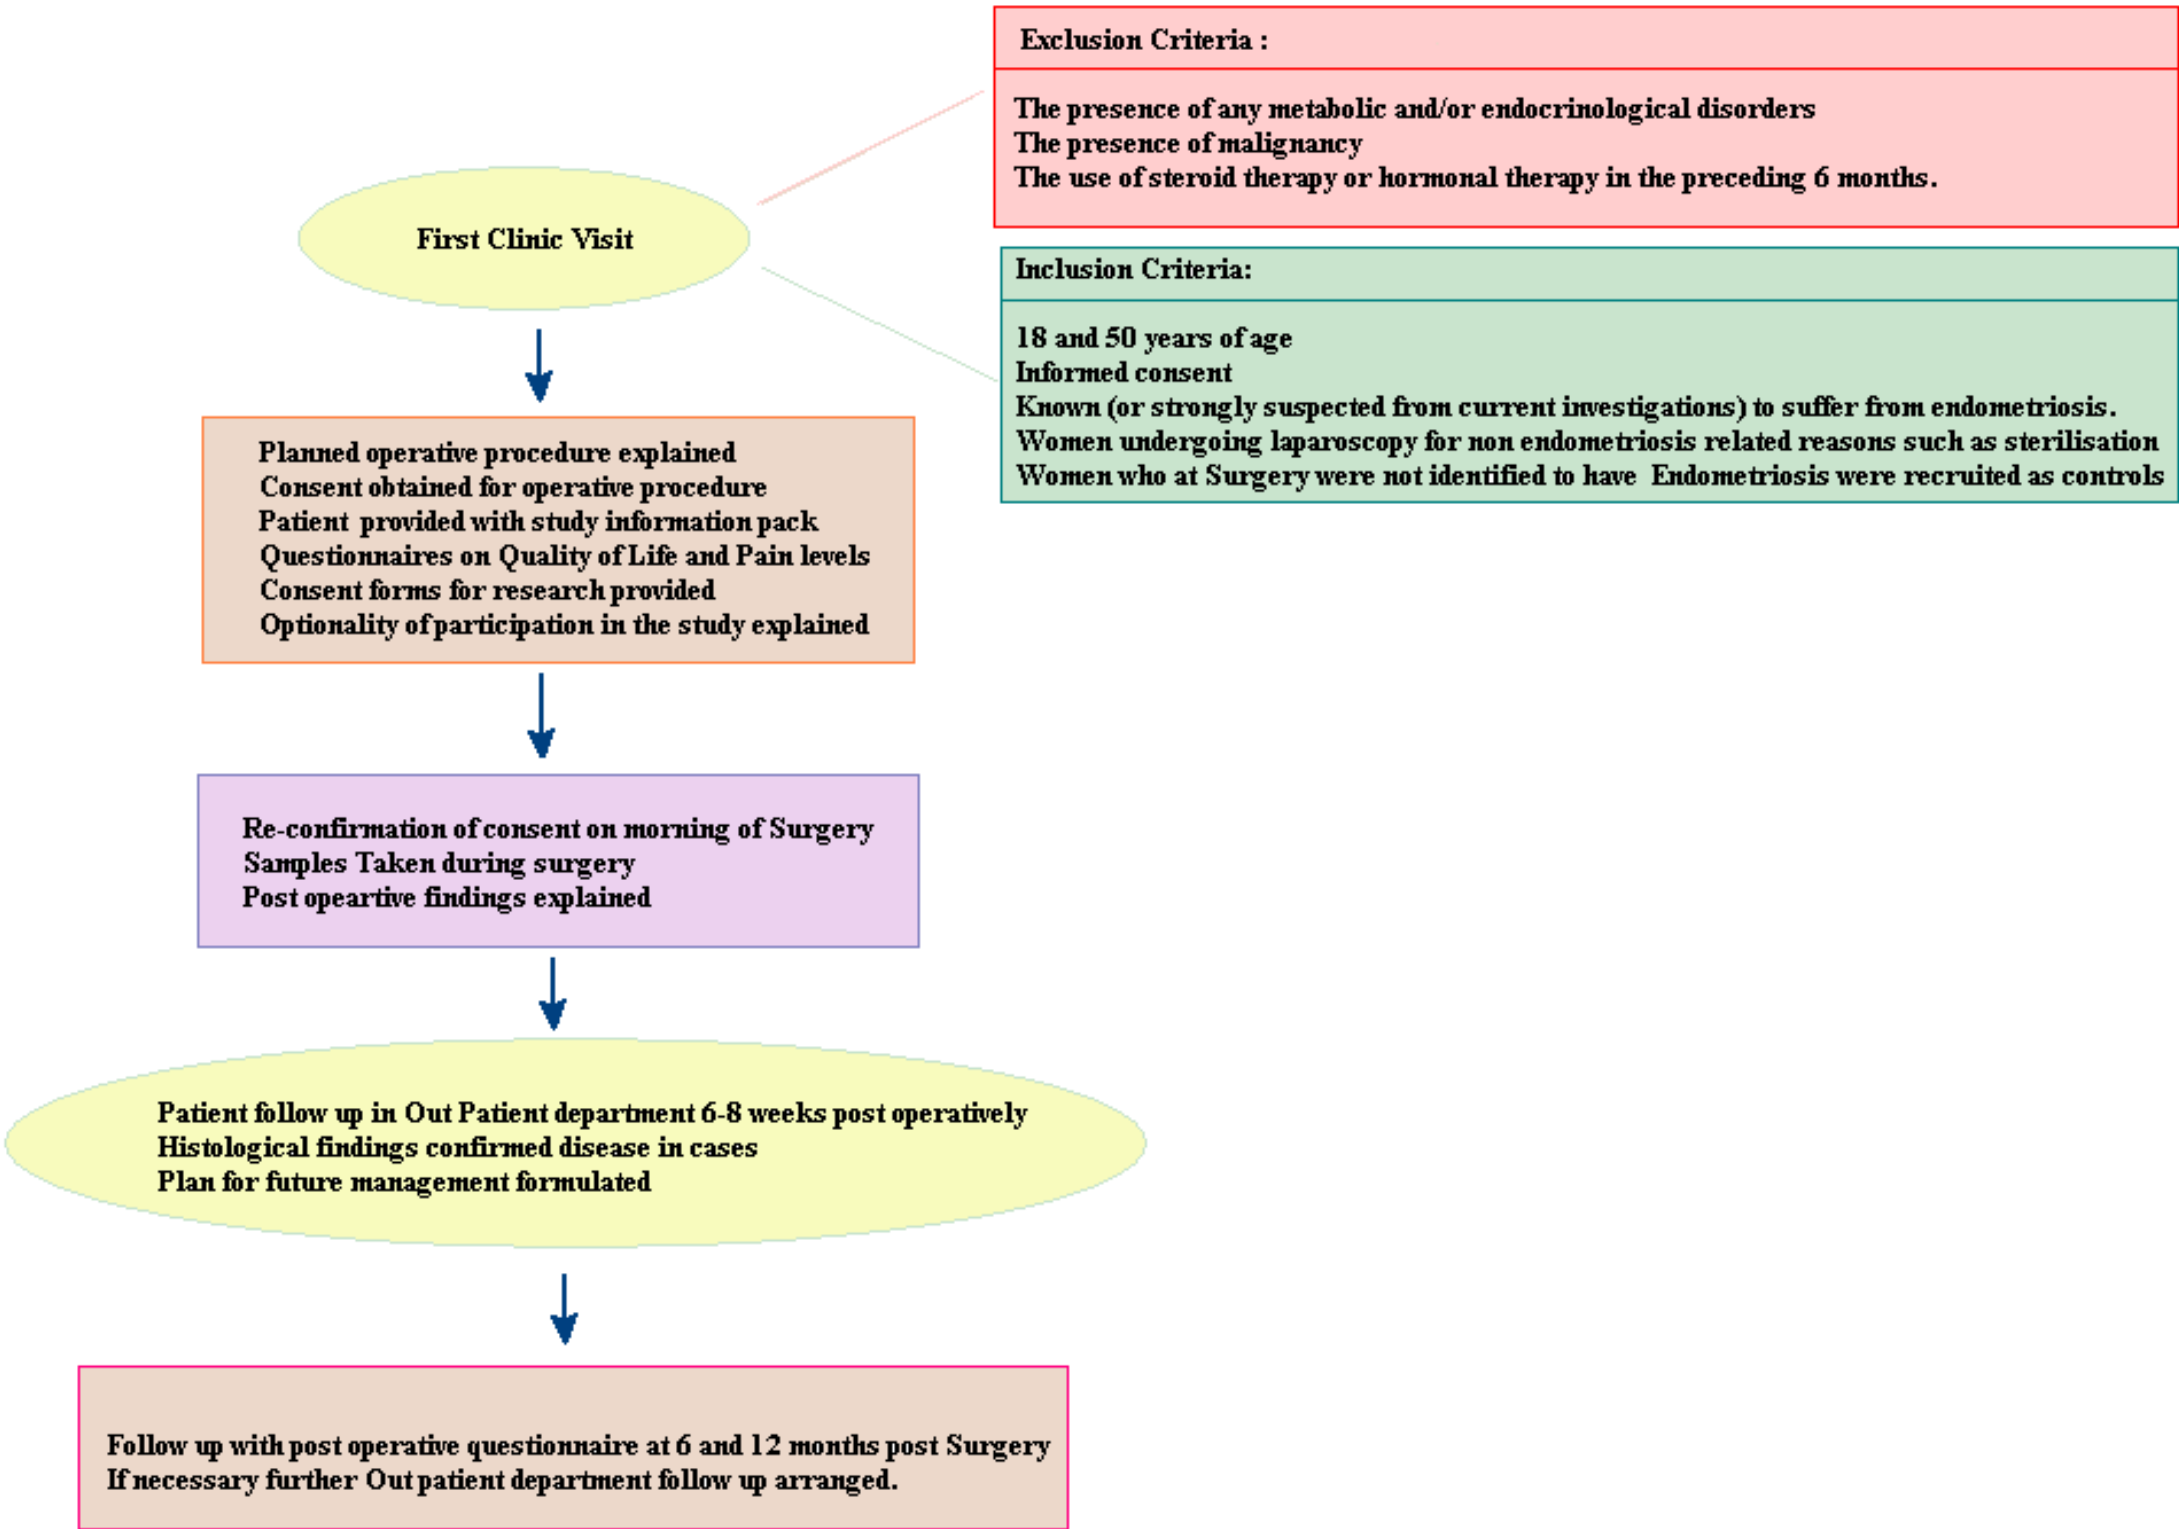 Exclusion Criteria :
The presence of any metabolic and/or endocrinological disorders
The presence of malignancy
The use of steroid therapy or hormonal therapy in the preceding 6 months.
First Clinic Visit
Inclusion Criteria:
18 and 50 years of age
Informed consent
Known (or strongly suspected from current investigations) to suffer from endometriosis.
Women undergoing laparoscopy for non endometriosis related reasons such as sterilisation
Women who at Surgery were not identified to have Endometriosis were recruited as controls
Planned operative procedure explained
Consent obtained for operative procedure
Patient provided with study information pack
Questionnaires on Quality of Life and Pain levels
Consent forms for research provided
Optionality of participation in the study explained
Re-confirmation of consent on morning of Surgery
Samples Taken during surgery
Post opeartive findings explained
Patient follow up in Out Patient department 6-8 weeks post operatively
Histological findings confirmed disease in cases
Plan for future management formulated
Follow up with post operative questionnaire at 6 and 12 months post Surgery
If necessary further Out patient department follow up arranged.